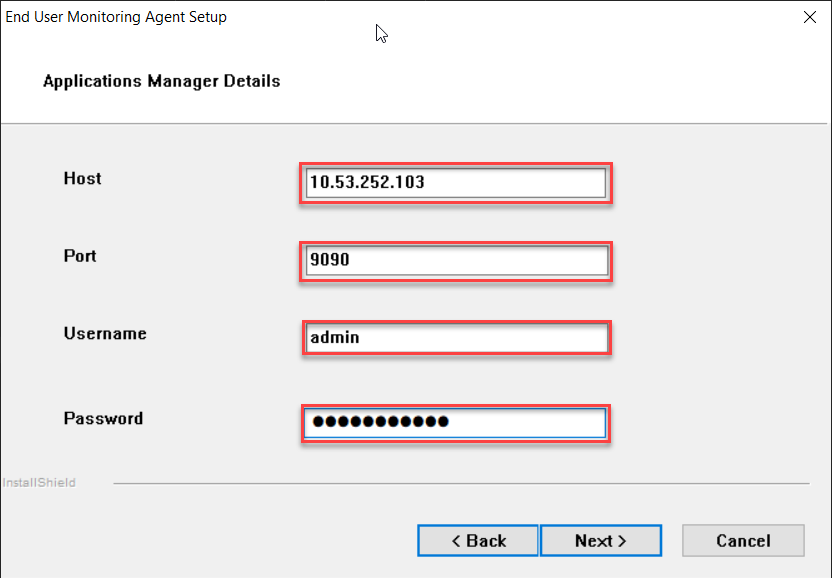 End User Monitoring Agent Setup
Applications Manager Details
Host 10.53.252.103
Port 9090
Username admin
Password ●●●●●●●●●●●
InstallShield
< Back Next > Cancel